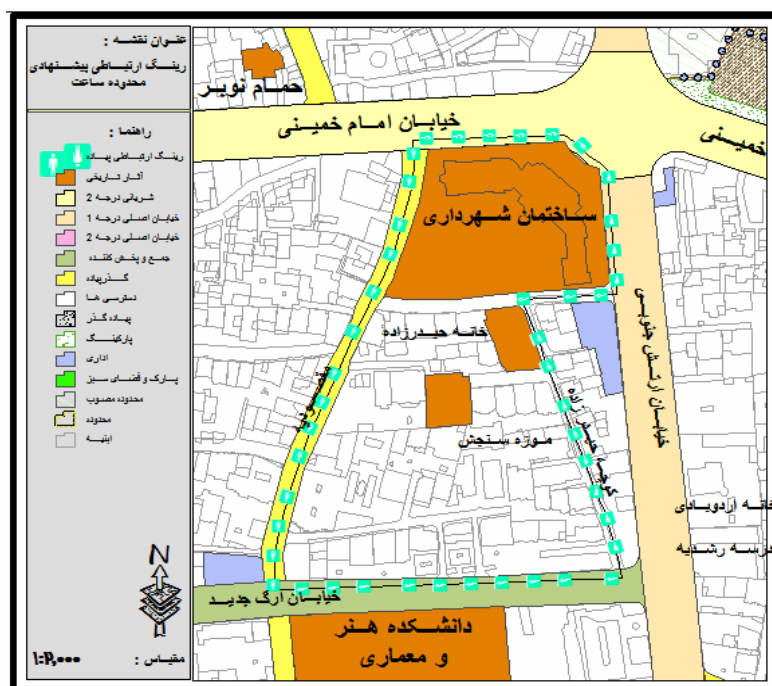 عنوان نقشه :
رینگ ارتباطی پیشنهادی
محدوده ساعت
راهنما :
رینگ ارتباطی پیاده
آثار تاریخی
شریانی درجه 2
خیابان اصلی درجه 1
خیابان اصلی درجه 2
جمع و پخش کننده
گذرپیاده
دسترسی ها
پیاده گذر
پارکینگ
اداری
پارک و فضای سبز
محدوده مصوب
محدوده
ابنیه
N
مقیاس :
حمام نوبر
خیابان امام خمینی
خمینی
ساختمان شهرداری
خیابان ارتش جنوبی
خانه حیدرزاده
موزه سنجش
کوچه حیدرزاده
خانه اردوبادی
درسه رشدیه
خیابان ارگ جدید
دانشکده هنر
و معماری